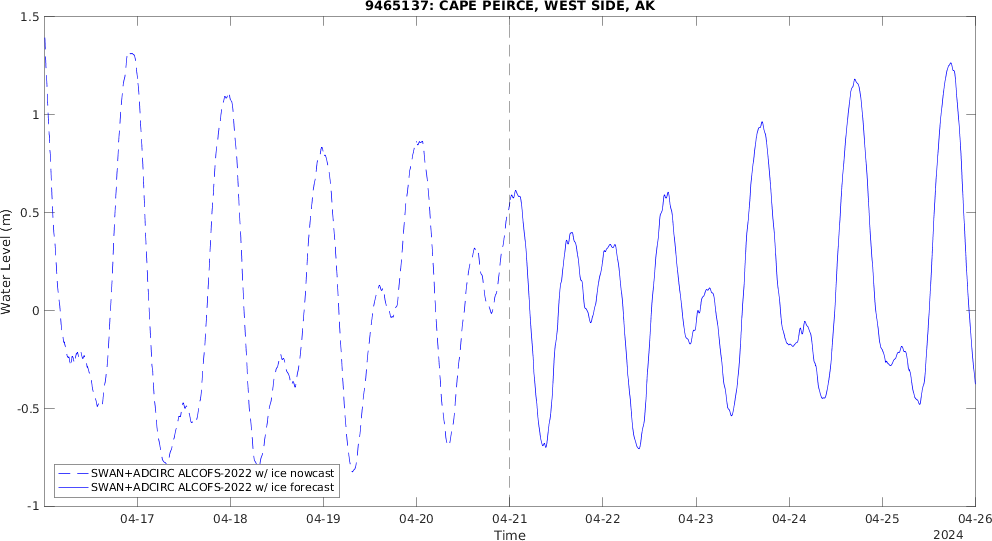 9465137: CAPE PEIRCE, WEST SIDE, AK
1.5
1
0.5
0
-0.5
-1
Water Level (m)
SWAN+ADCIRC ALCOFS-2022 w/ ice nowcast
SWAN+ADCIRC ALCOFS-2022 w/ ice forecast
04-17 04-18 04-19 04-20 04-21 04-22 04-23 04-24 04-25 04-26
Time
2024